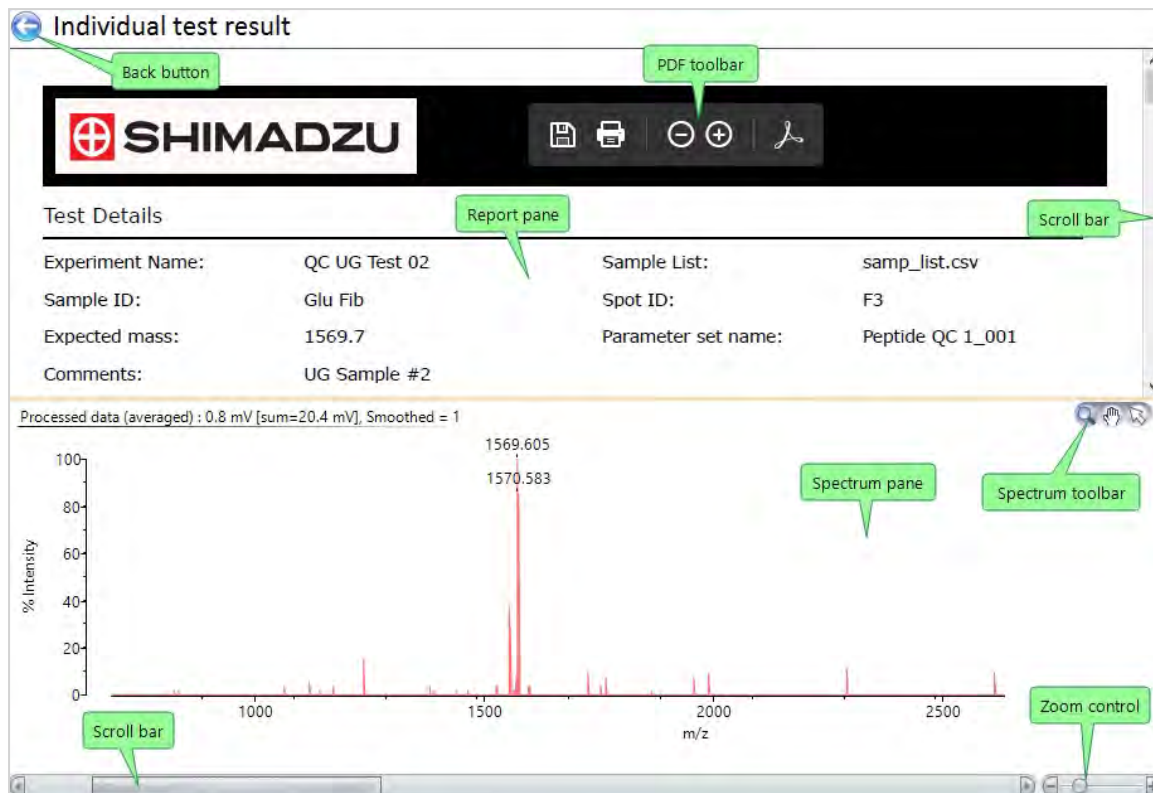 Individual test result
Back button
PDF toolbar
SHIMADZU
Test Details
Report pane
Scroll bar
Experiment Name: QC UG Test 02 Sample List: samp_list.csv
Sample ID: Glu Fib Spot ID: F3
Expected mass: 1569.7 Parameter set name: Peptide QC 1_001
Comments: UG Sample #2
Processed data (averaged) : 0.8 mV [sum=20.4 mV], Smoothed = 1
1569.605
100
1570.583
Spectrum pane
Spectrum toolbar
80
60
% Intensity
40
20
0
1000 1500 2000 2500
m/z
Zoom control
Scroll bar